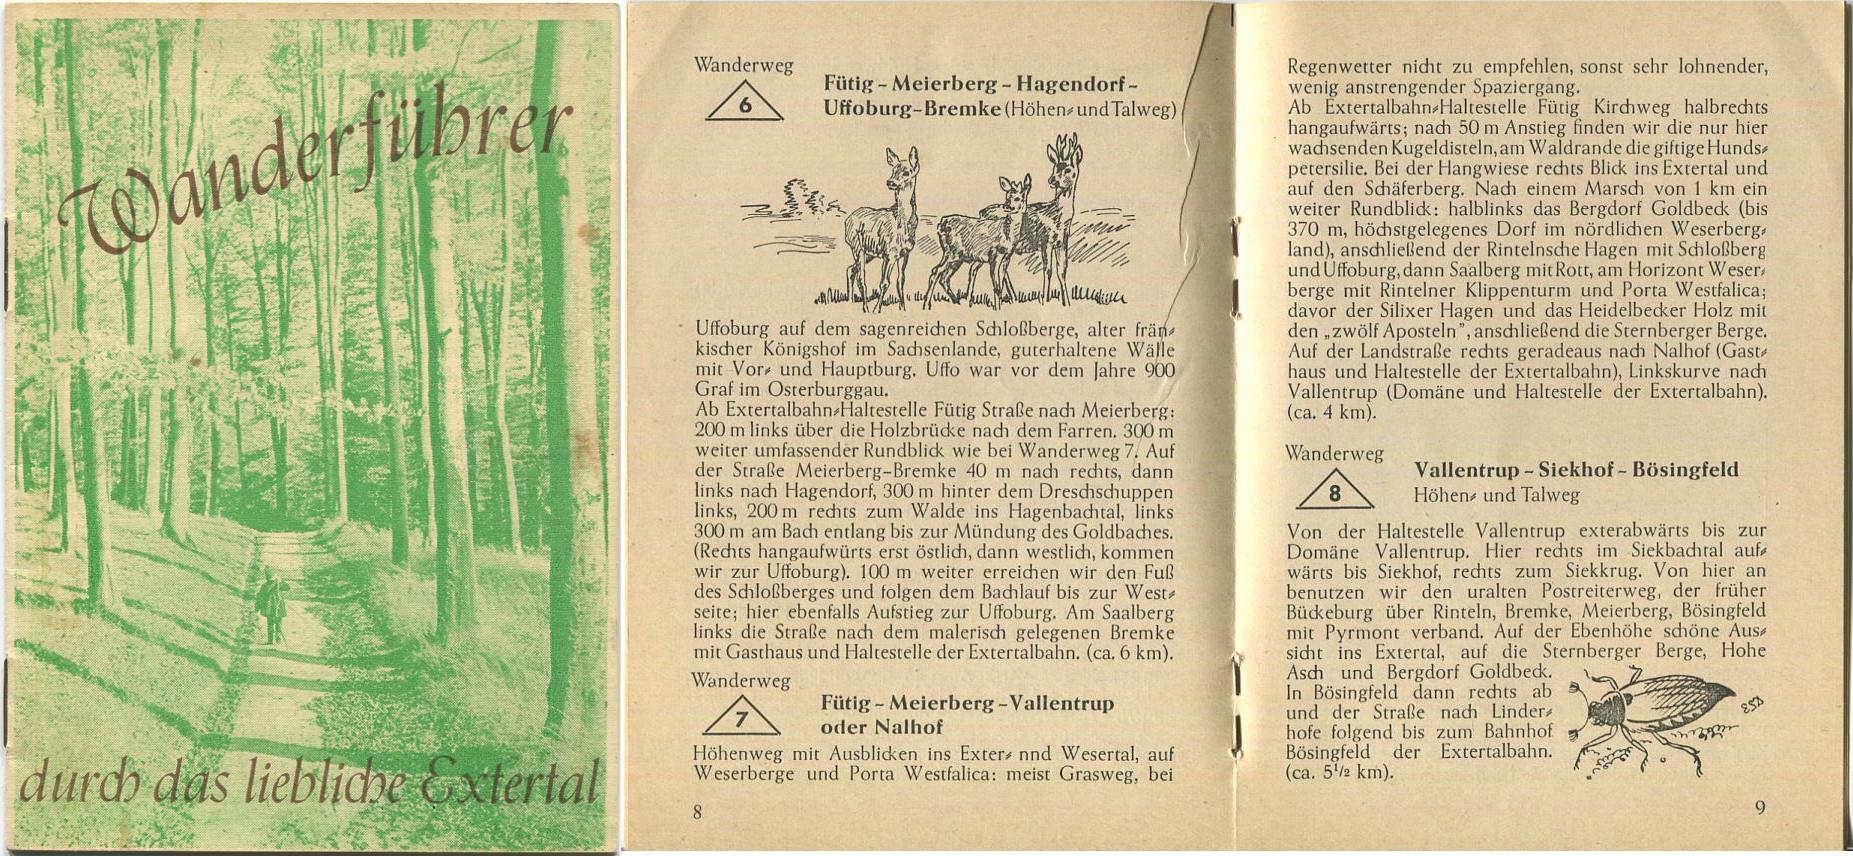 Wanderführer
durch das liebliche Extertal
Wanderweg
6
Fütig – Meierberg – Hagendorf –
Uffoburg–Bremke (Höhen- und Talweg)
Uffoburg auf dem sagenreichen Schloßberge, alter frän-
kischer Königshof im Sachsenlande, guterhaltene Wälle
mit Vor- und Hauptburg. Uffo war vor dem Jahre 900
Graf im Osterburggau.
Ab Extertalbahn-Haltestelle Fütig Straße nach Meierberg:
200 m links über die Holzbrücke nach dem Farren. 300 m
weiter umfassender Rundblick wie bei Wanderweg 7. Auf
der Straße Meierberg–Bremke 40 m nach rechts, dann
links nach Hagendorf, 300 m hinter dem Dreschschuppen
links, 200 m rechts zum Walde ins Hagenbachtal, links
300 m am Bach entlang bis zur Mündung des Goldbaches.
(Rechts hangaufwürts erst östlich, dann westlich, kommen
wir zur Uffoburg). 100 m weiter erreichen wir den Fuß
des Schloßberges und folgen dem Bachlauf bis zur West-
seite; hier ebenfalls Aufstieg zur Uffoburg. Am Saalberg
links die Straße nach dem malerisch gelegenen Bremke
mit Gasthaus und Haltestelle der Extertalbahn. (ca. 6 km).
Wanderweg
7
Fütig – Meierberg – Vallentrup
oder Nalhof
Höhenweg mit Ausblicken ins Exter- nnd Wesertal, auf
Weserberge und Porta Westfalica: meist Grasweg, bei
8
Regenwetter nicht zu empfehlen, sonst sehr lohnender,
wenig anstrengender Spaziergang.
Ab Extertalbahn-Haltestelle Fütig Kirchweg halbrechts
hangaufwärts; nach 50 m Anstieg finden wir die nur hier
wachsenden Kugeldisteln, am Waldrande die giftige Hunds-
petersilie. Bei der Hangwiese rechts Blick ins Extertal und
auf den Schäferberg. Nach einem Marsch von 1 km ein
weiter Rundblick: halblinks das Bergdorf Goldbeck (bis
370 m, höchstgelegenes Dorf im nördlichen Weserberg-
land), anschließend der Rintelnsche Hagen mit Schloßberg
und Uffoburg, dann Saalberg mit Rott, am Horizont Weser-
berge mit Rintelner Klippenturm und Porta Westfalica;
davor der Silixer Hagen und das Heidelbecker Holz mit
den „zwölf Aposteln", anschließend die Sternberger Berge.
Auf der Landstraße rechts geradeaus nach Nalhof (Gast-
haus und Haltestelle der Extertalbahn), Linkskurve nach
Vallentrup (Domäne und Haltestelle der Extertalbahn).
(ca. 4 km).
Wanderweg
8
Vallentrup – Siekhof – Bösingfeld
Höhen- und Talweg
Von der Haltestelle Vallentrup exterabwärts bis zur
Domäne Vallentrup. Hier rechts im Siekbachtal auf-
wärts bis Siekhof, rechts zum Siekkrug. Von hier an
benutzen wir den uralten Postreiterweg, der früher
Bückeburg über Rinteln, Bremke, Meierberg, Bösingfeld
mit Pyrmont verband. Auf der Ebenhöhe schöne Aus-
sicht ins Extertal, auf die Sternberger Berge, Hohe
Asch und Bergdorf Goldbeck.
In Bösingfeld dann rechts ab
und der Straße nach Linder-
hofe folgend bis zum Bahnhof
Bösingfeld der Extertalbahn.
(ca. 5 1/2 km).
9